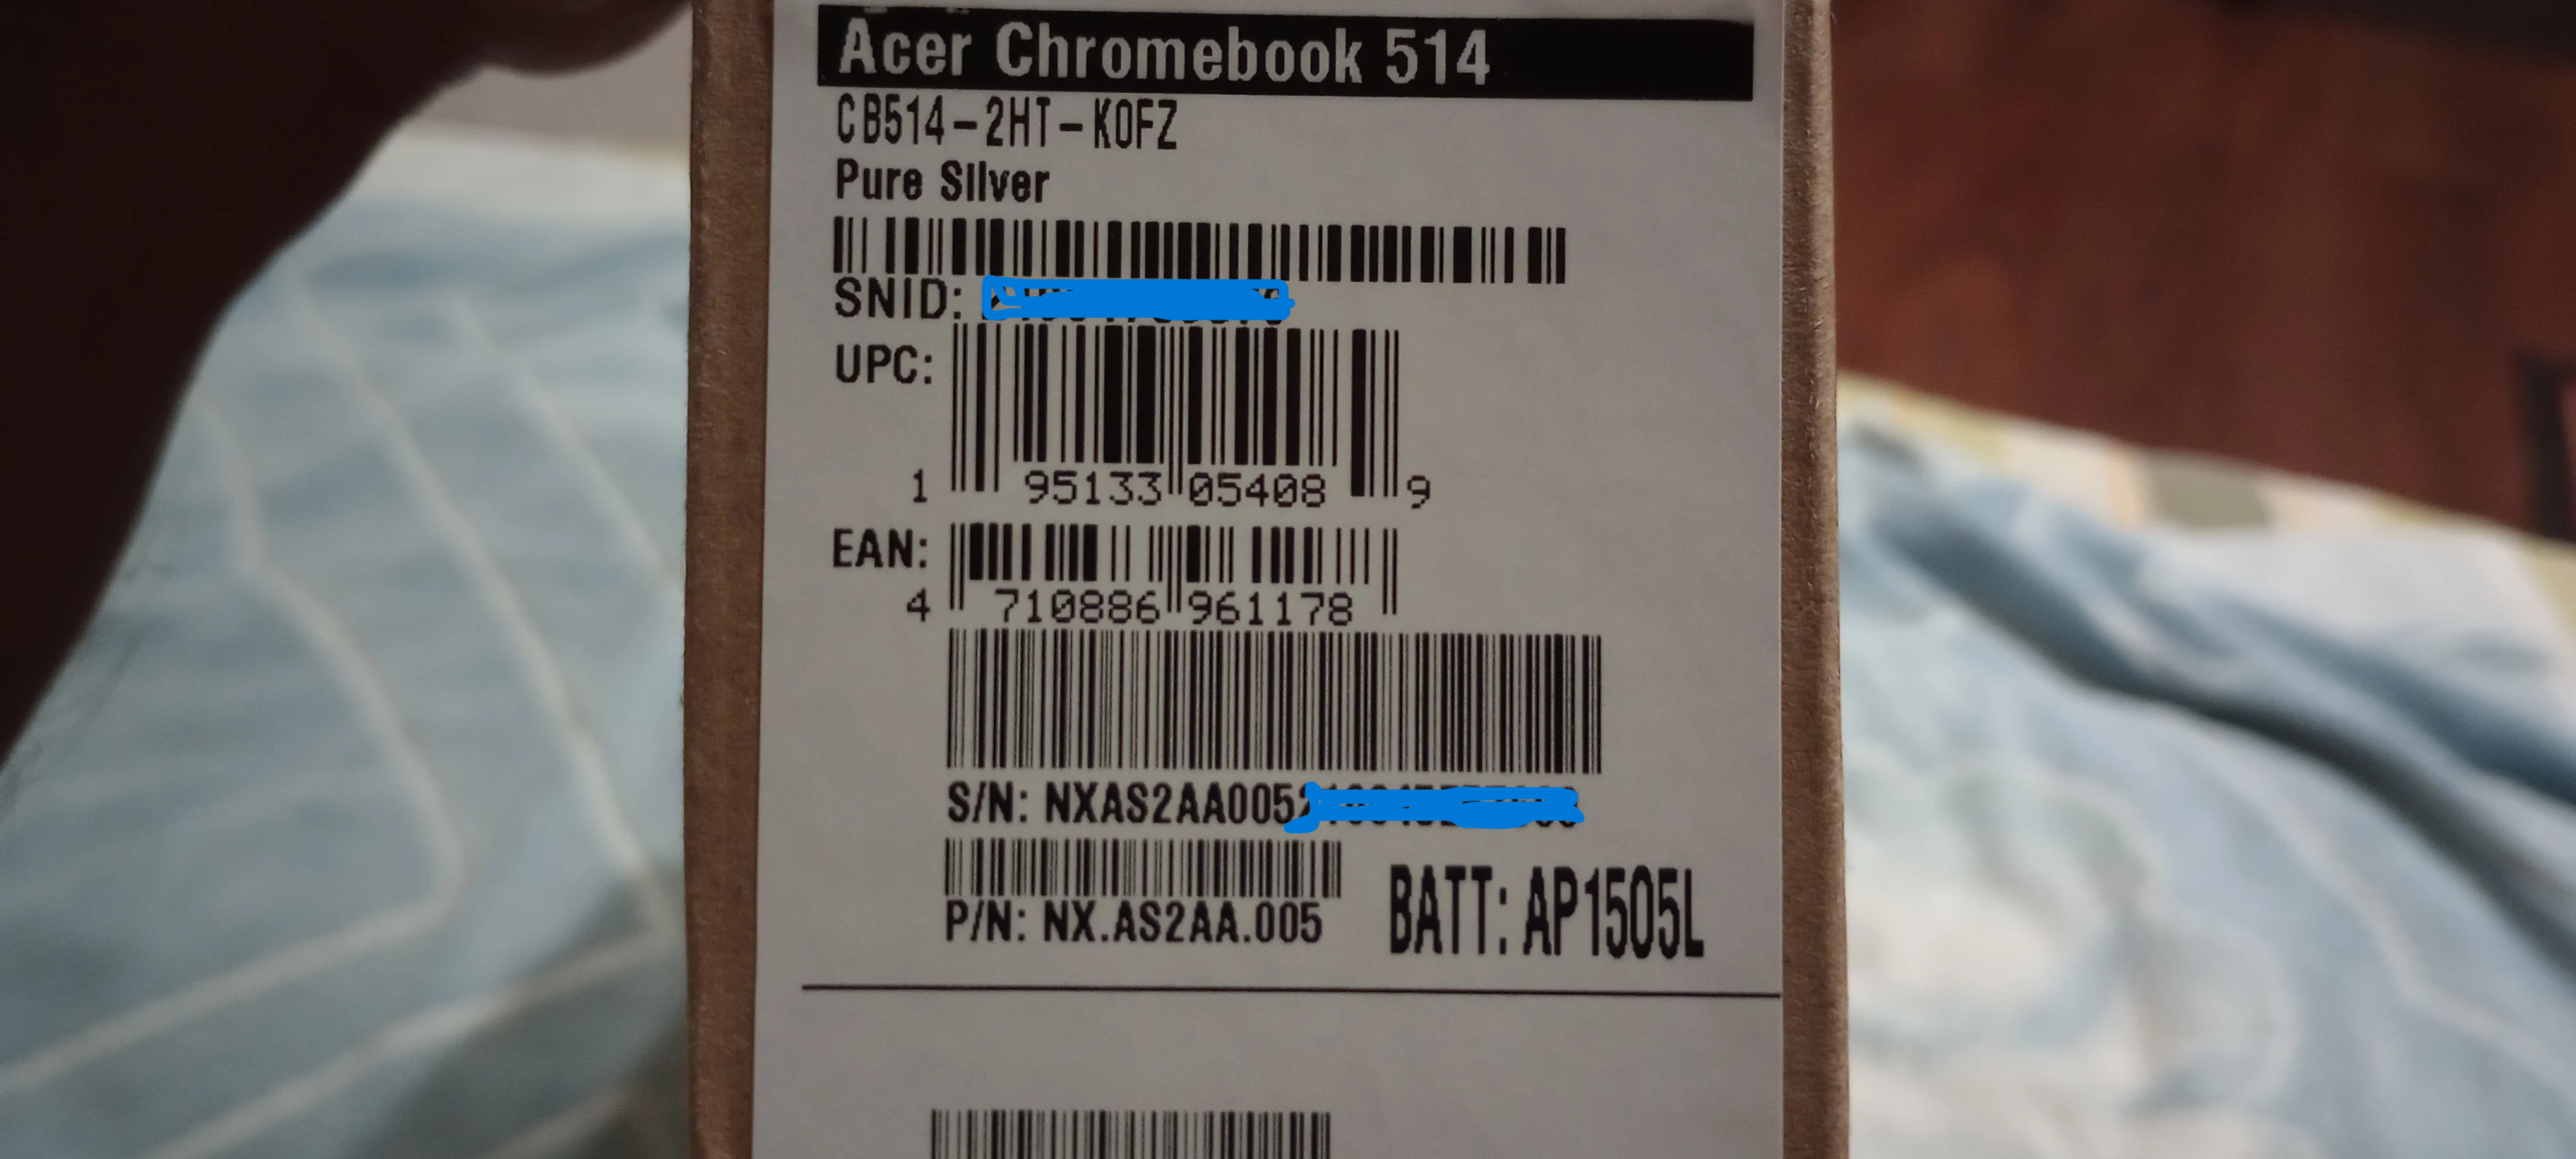 Acer Chromebook 514
CB514-2HT-K0FZ
Pure Silver
SNID:
UPC:
1 95133 05408 9
EAN:
4 710886 961178
S/N: NXAS2AA005
P/N: NX.AS2AA.005
BATT: AP1505L